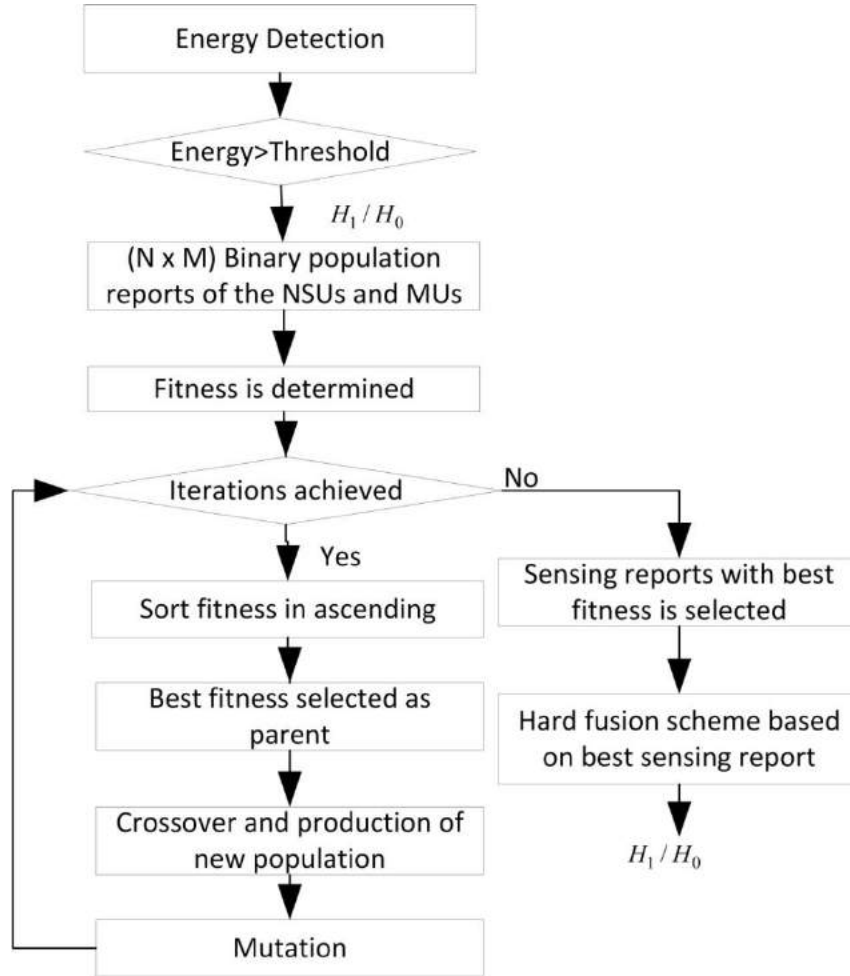 Energy Detection
Energy>Threshold
H₁ / H₀
(N x M) Binary population
reports of the NSUs and MUs
Fitness is determined
Iterations achieved
No
Yes
Sort fitness in ascending
Best fitness selected as
parent
Crossover and production of
new population
Mutation
Sensing reports with best
fitness is selected
Hard fusion scheme based
on best sensing report
H₁ / H₀